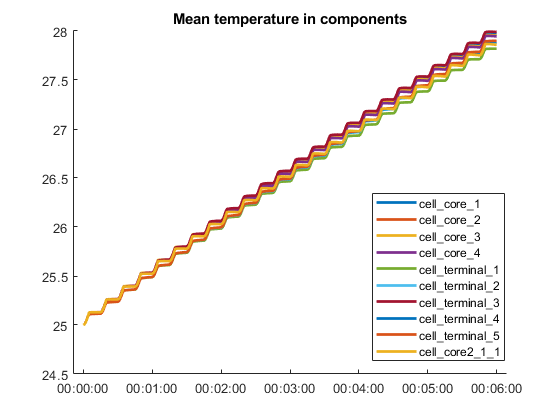 Mean temperature in components
28
27.5
27
26.5
26
25.5
25
24.5
cell_core_1
cell_core_2
cell_core_3
cell_core_4
cell_terminal_1
cell_terminal_2
cell_terminal_3
cell_terminal_4
cell_terminal_5
cell_core2_1_1
00:00:00 00:01:00 00:02:00 00:03:00 00:04:00 00:05:00 00:06:00